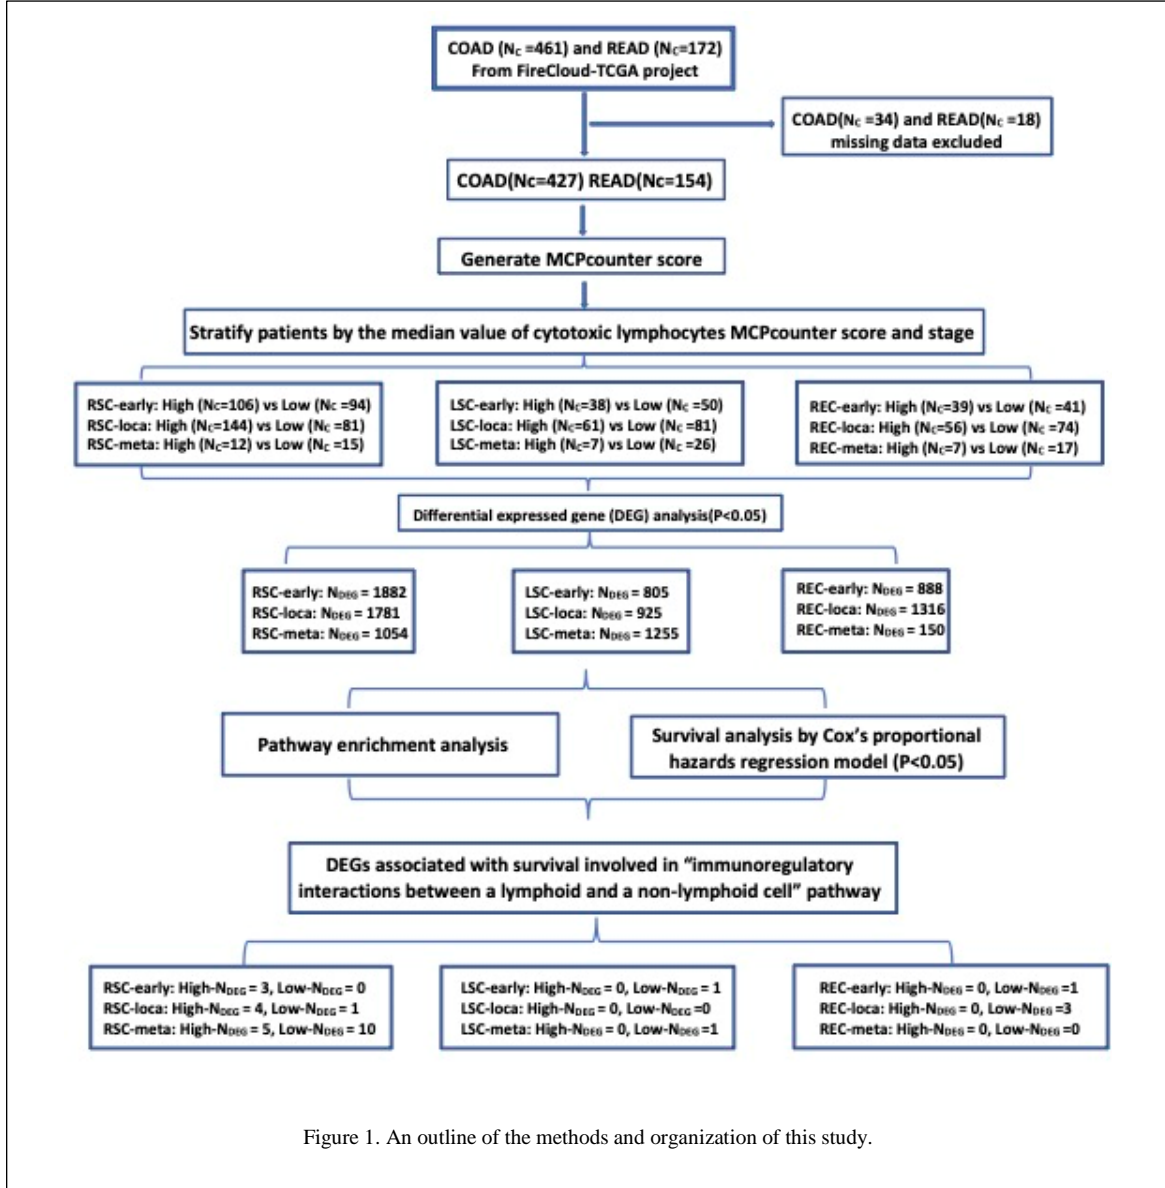 COAD (Nc =461) and READ (Nc=172)
From FireCloud-TCGA project
COAD(Nc =34) and READ(Nc =18)
missing data excluded
COAD(Nc=427) READ(Nc=154)
Generate MCPcounter score
Stratify patients by the median value of cytotoxic lymphocytes MCPcounter score and stage
RSC-early: High (Nc=106) vs Low (Nc =94)
RSC-loca: High (Nc=144) vs Low (Nc =81)
RSC-meta: High (Nc=12) vs Low (Nc =15)
LSC-early: High (Nc=38) vs Low (Nc =50)
LSC-loca: High (Nc=61) vs Low (Nc =81)
LSC-meta: High (Nc=7) vs Low (Nc =26)
REC-early: High (Nc=39) vs Low (Nc =41)
REC-loca: High (Nc=56) vs Low (Nc =74)
REC-meta: High (Nc=7) vs Low (Nc =17)
Differential expressed gene (DEG) analysis(P<0.05)
RSC-early: NDEG = 1882
RSC-loca: NDEG = 1781
RSC-meta: NDEG = 1054
LSC-early: NDEG = 805
LSC-loca: NDEG = 925
LSC-meta: NDEG = 1255
REC-early: NDEG = 888
REC-loca: NDEG = 1316
REC-meta: NDEG = 150
Pathway enrichment analysis
Survival analysis by Cox's proportional
hazards regression model (P<0.05)
DEGs associated with survival involved in “immunoregulatory
interactions between a lymphoid and a non-lymphoid cell” pathway
RSC-early: High-NDEG = 3, Low-NDEG = 0
RSC-loca: High-NDEG = 4, Low-NDEG = 1
RSC-meta: High-NDEG = 5, Low-NDEG = 10
LSC-early: High-NDEG = 0, Low-NDEG = 1
LSC-loca: High-NDEG = 0, Low-NDEG =0
LSC-meta: High-NDEG = 0, Low-NDEG =1
REC-early: High-NDEG = 0, Low-NDEG =1
REC-loca: High-NDEG = 0, Low-NDEG =3
REC-meta: High-NDEG = 0, Low-NDEG =0
Figure 1. An outline of the methods and organization of this study.